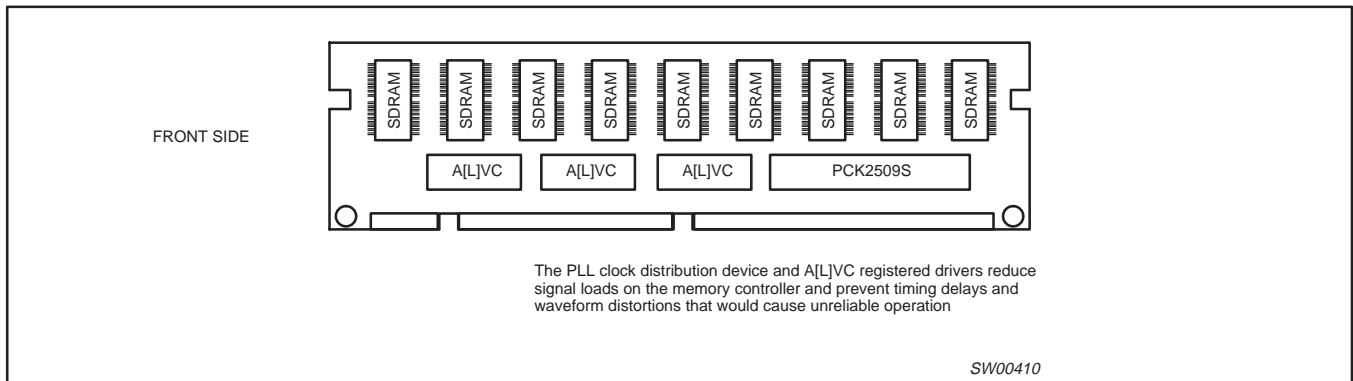 SDRAM SDRAM SDRAM SDRAM SDRAM SDRAM SDRAM SDRAM SDRAM
FRONT SIDE
A[L]VC A[L]VC A[L]VC PCK2509S
The PLL clock distribution device and A[L]VC registered drivers reduce
signal loads on the memory controller and prevent timing delays and
waveform distortions that would cause unreliable operation
SW00410